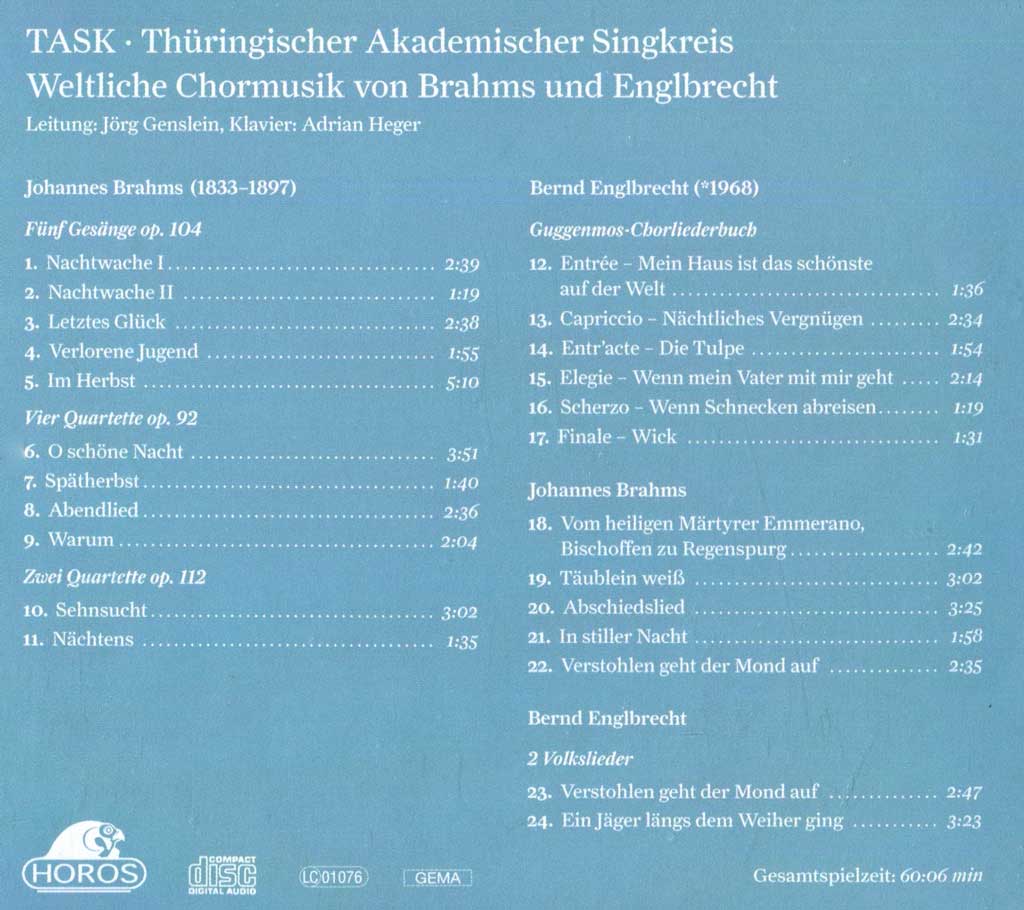 TASK · Thüringischer Akademischer Singkreis
Weltliche Chormusik von Brahms und Englbrecht
Leitung: Jörg Genslein, Klavier: Adrian Heger
Johannes Brahms (1833–1897)
Fünf Gesänge op. 104
1. Nachtwache I 2:39
2. Nachtwache II 1:19
3. Letztes Glück 2:38
4. Verlorene Jugend 1:55
5. Im Herbst 5:10
Vier Quartette op. 92
6. O schöne Nacht 3:51
7. Spätherbst 1:40
8. Abendlied 2:36
9. Warum 2:04
Zwei Quartette op. 112
10. Sehnsucht 3:02
11. Nächtens 1:35
Bernd Englbrecht (*1968)
Guggenmos-Chorliederbuch
12. Entrée – Mein Haus ist das schönste
auf der Welt 1:36
13. Capriccio – Nächtliches Vergnügen 2:34
14. Entr'acte – Die Tulpe 1:54
15. Elegie – Wenn mein Vater mit mir geht 2:14
16. Scherzo – Wenn Schnecken abreisen 1:19
17. Finale – Wick 1:31
Johannes Brahms
18. Vom heiligen Märtyrer Emmerano,
Bischoffen zu Regenspurg 2:42
19. Täublein weiß 3:02
20. Abschiedslied 3:25
21. In stiller Nacht 1:58
22. Verstohlen geht der Mond auf 2:35
Bernd Englbrecht
2 Volkslieder
23. Verstohlen geht der Mond auf 2:47
24. Ein Jäger längs dem Weiher ging 3:23
HOROS
COMPACT
disc
DIGITAL AUDIO
LC 01076
GEMA
Gesamtspielzeit: 60:06 min